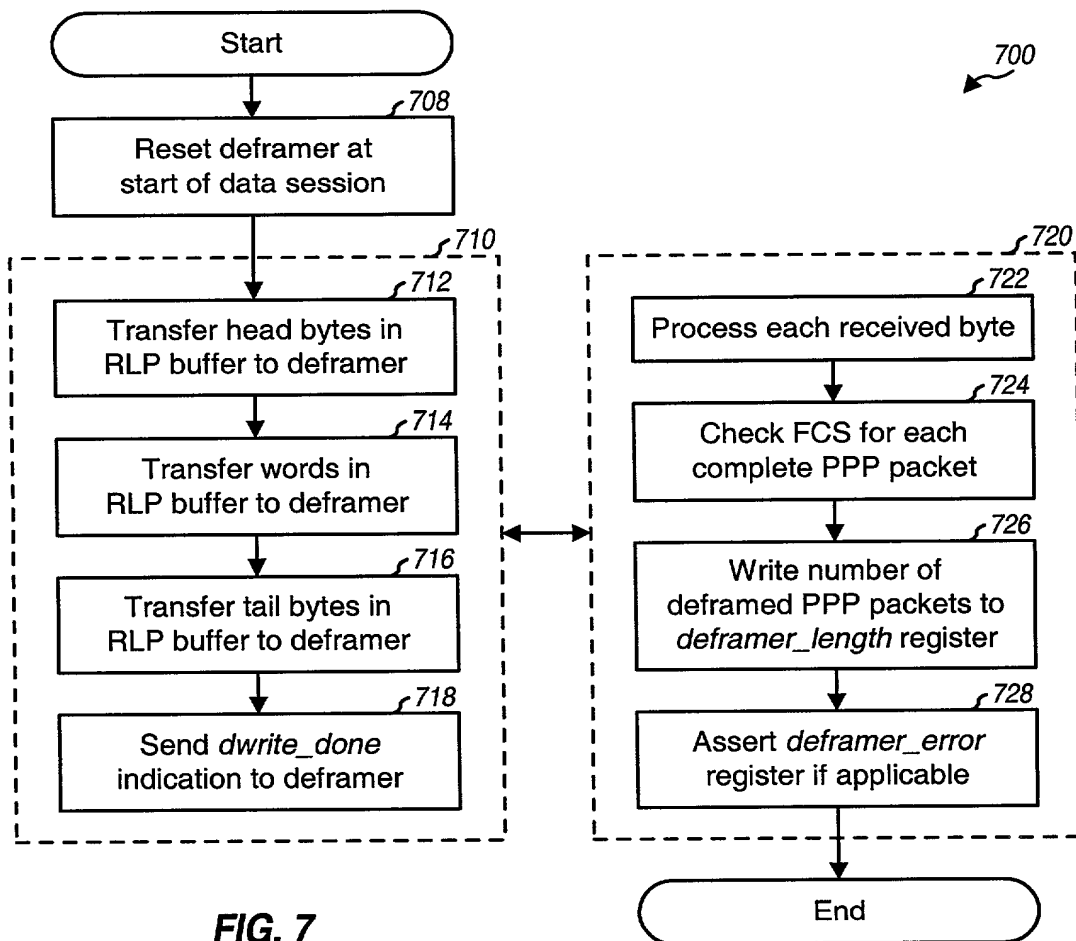 Start
700
708
Reset deframer at
start of data session
710
712
Transfer head bytes in
RLP buffer to deframer
714
Transfer words in
RLP buffer to deframer
716
Transfer tail bytes in
RLP buffer to deframer
718
Send dwrite_done
indication to deframer
720
722
Process each received byte
724
Check FCS for each
complete PPP packet
726
Write number of
deframed PPP packets to
deframer_length register
728
Assert deframer_error
register if applicable
End
FIG. 7